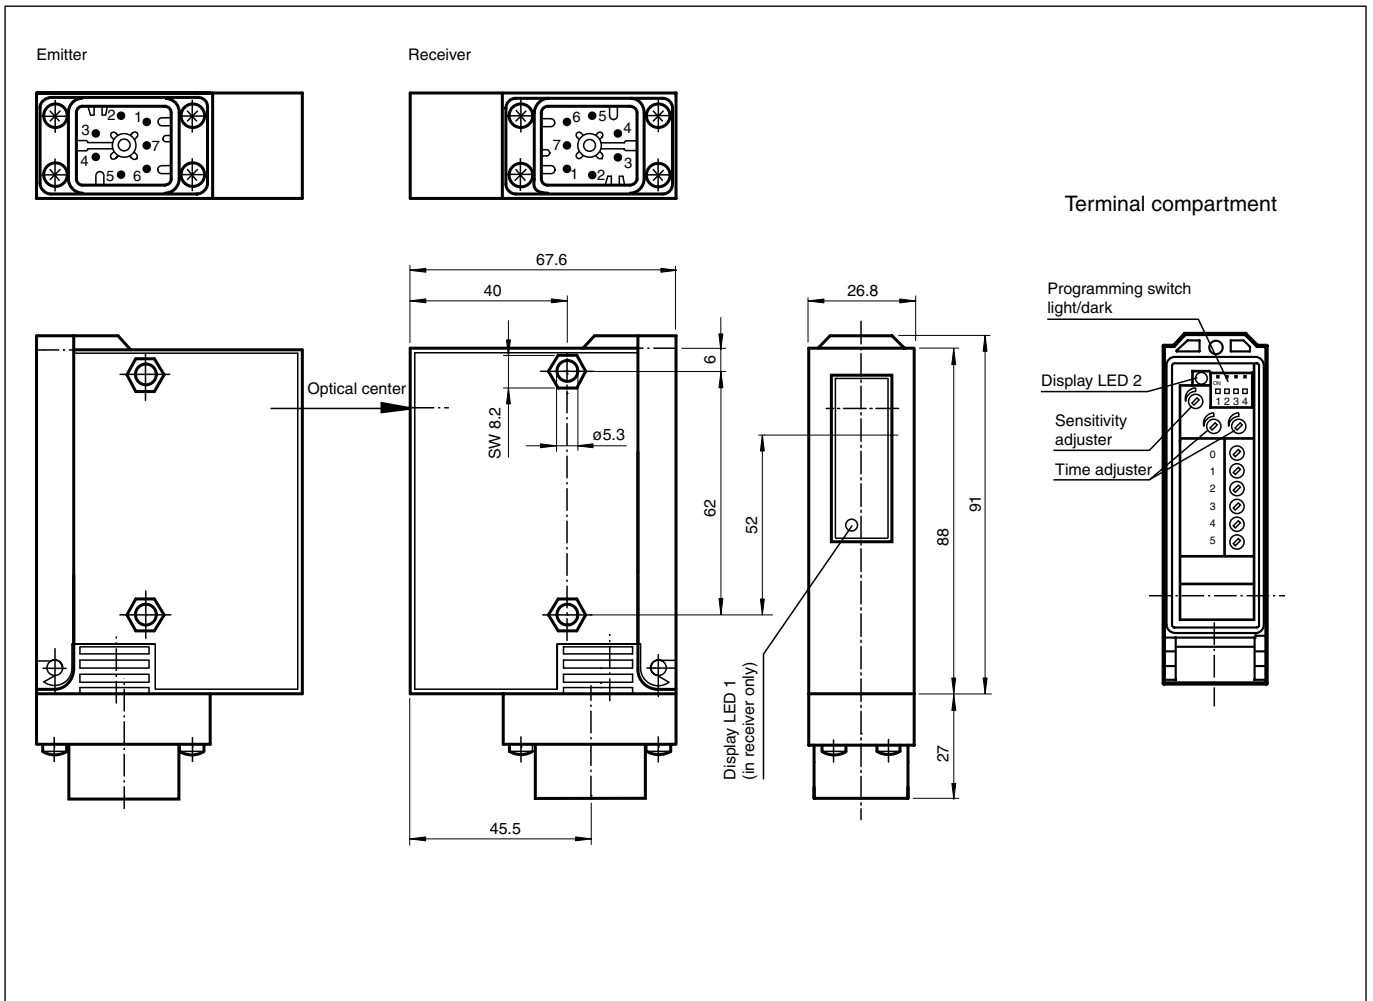 Emitter
Receiver
2 1
3
7
4
5 6
6 5
4
7
3
1 2
Terminal compartment
67.6
40
26.8
6
Programming switch
light/dark
Display LED 2
ON
1 2 3 4
Optical center
Sensitivity
adjuster
Time adjuster
SW 8.2
ø5.3
62
52
88
91
0
1
2
3
4
5
Display LED 1
(in receiver only)
27
45.5